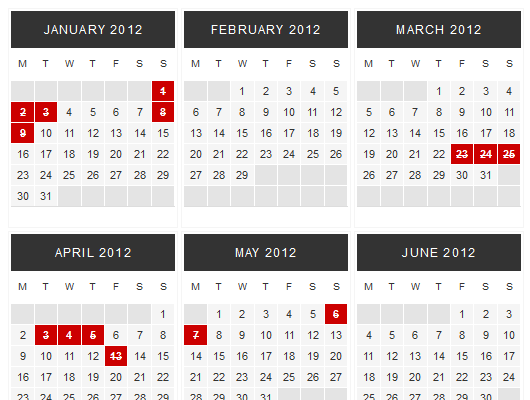 JANUARY 2012
M T W T F S S
1
2 3 4 5 6 7 8
9 10 11 12 13 14 15
16 17 18 19 20 21 22
23 24 25 26 27 28 29
30 31
FEBRUARY 2012
M T W T F S S
1 2 3 4 5
6 7 8 9 10 11 12
13 14 15 16 17 18 19
20 21 22 23 24 25 26
27 28 29
MARCH 2012
M T W T F S S
1 2 3 4
5 6 7 8 9 10 11
12 13 14 15 16 17 18
19 20 21 22 23 24 25
26 27 28 29 30 31
APRIL 2012
M T W T F S S
1
2 3 4 5 6 7 8
9 10 11 12 13 14 15
16 17 18 19 20 21 22
23 24 25 26 27 28 29
MAY 2012
M T W T F S S
1 2 3 4 5 6
7 8 9 10 11 12 13
14 15 16 17 18 19 20
21 22 23 24 25 26 27
28 29 30 31
JUNE 2012
M T W T F S S
1 2 3
4 5 6 7 8 9 10
11 12 13 14 15 16 17
18 19 20 21 22 23 24
25 26 27 28 29 30